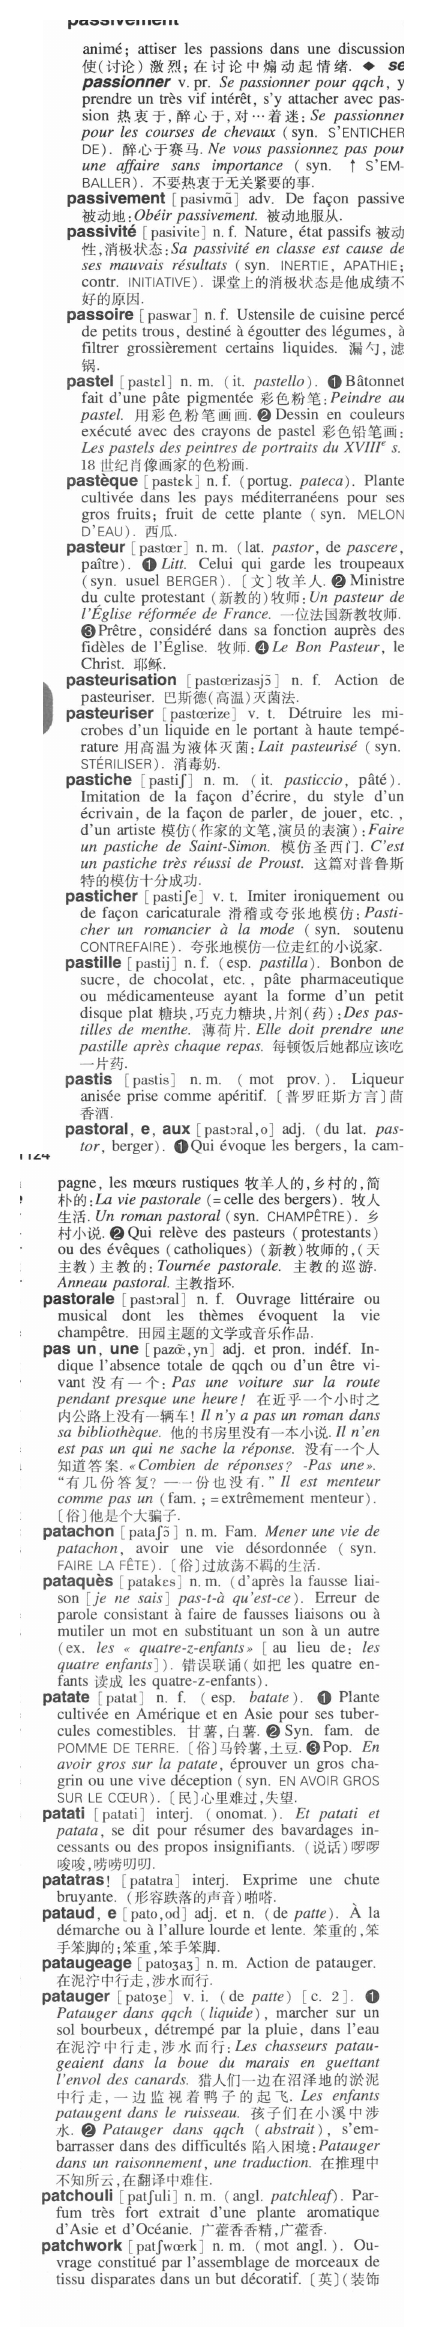 passivement
animé; attiser les passions dans une discussion
使(讨论) 激烈; 在讨论中煽动起情绪. ◆ se
passionner v. pr. Se passionner pour qqch, y
prendre un très vif intérêt, s'y attacher avec pas-
sion 热衷于,醉心于,对…着迷: Se passionner
pour les courses de chevaux (syn. S'ENTICHER
DE). 醉心于赛马. Ne vous passionnez pas pour
une affaire sans importance (syn. ↑ S'EM-
BALLER). 不要热衷于无关紧要的事.
passivement [pasivmɑ̃] adv. De façon passive
被动地: Obéir passivement. 被动地服从.
passivité [pasivite] n. f. Nature, état passifs 被动
性,消极状态: Sa passivité en classe est cause de
ses mauvais résultats (syn. INERTIE, APATHIE;
contr. INITIATIVE). 课堂上的消极状态是他成绩不
好的原因.
passoire [paswar] n. f. Ustensile de cuisine percé
de petits trous, destiné à égoutter des légumes, à
filtrer grossièrement certains liquides. 漏勺,滤
锅.
pastel [pastɛl] n. m. (it. pastello). ❶ Bâtonnet
fait d'une pâte pigmentée 彩色粉笔: Peindre au
pastel. 用彩色粉笔画画. ❷ Dessin en couleurs
exécuté avec des crayons de pastel 彩色铅笔画:
Les pastels des peintres de portraits du XVIIIe s.
18 世纪肖像画家的色粉画.
pastèque [pastɛk] n. f. (portug. pateca). Plante
cultivée dans les pays méditerranéens pour ses
gros fruits; fruit de cette plante (syn. MELON
D'EAU). 西瓜.
pasteur [pastœr] n. m. (lat. pastor, de pascere,
paître). ❶ Litt. Celui qui garde les troupeaux
(syn. usuel BERGER). 〔文〕牧羊人. ❷ Ministre
du culte protestant (新教的)牧师: Un pasteur de
l'Église réformée de France. 一位法国新教牧师.
❸ Prêtre, considéré dans sa fonction auprès des
fidèles de l'Église. 牧师. ❹ Le Bon Pasteur, le
Christ. 耶稣.
pasteurisation [pastœrizasjɔ̃] n. f. Action de
pasteuriser. 巴斯德(高温)灭菌法.
pasteuriser [pastœrize] v. t. Détruire les mi-
crobes d'un liquide en le portant à haute tempé-
rature 用高温为液体灭菌: Lait pasteurisé (syn.
STÉRILISER). 消毒奶.
pastiche [pastiʃ] n. m. (it. pasticcio, pâté).
Imitation de la façon d'écrire, du style d'un
écrivain, de la façon de parler, de jouer, etc.,
d'un artiste 模仿(作家的文笔,演员的表演): Faire
un pastiche de Saint-Simon. 模仿圣西门. C'est
un pastiche très réussi de Proust. 这篇对普鲁斯
特的模仿十分成功.
pasticher [pastiʃe] v. t. Imiter ironiquement ou
de façon caricaturale 滑稽或夸张地模仿: Pasti-
cher un romancier à la mode (syn. soutenu
CONTREFAIRE). 夸张地模仿一位走红的小说家.
pastille [pastij] n. f. (esp. pastilla). Bonbon de
sucre, de chocolat, etc., pâte pharmaceutique
ou médicamenteuse ayant la forme d'un petit
disque plat 糖块,巧克力糖块,片剂(药): Des pas-
tilles de menthe. 薄荷片. Elle doit prendre une
pastille après chaque repas. 每顿饭后她都应该吃
一片药.
pastis [pastis] n. m. (mot prov.). Liqueur
anisée prise comme apéritif. 〔普罗旺斯方言〕茴
香酒.
pastoral, e, aux [pastɔral,o] adj. (du lat. pas-
tor, berger). ❶ Qui évoque les bergers, la cam-
1124
pagne, les mœurs rustiques 牧羊人的,乡村的,简
朴的: La vie pastorale (= celle des bergers). 牧人
生活. Un roman pastoral (syn. CHAMPÊTRE). 乡
村小说. ❷ Qui relève des pasteurs (protestants)
ou des évêques (catholiques) (新教)牧师的,(天
主教)主教的: Tournée pastorale. 主教的巡游.
Anneau pastoral. 主教指环.
pastorale [pastɔral] n. f. Ouvrage littéraire ou
musical dont les thèmes évoquent la vie
champêtre. 田园主题的文学或音乐作品.
pas un, une [pazœ̃,yn] adj. et pron. indéf. In-
dique l'absence totale de qqch ou d'un être vi-
vant 没有一个: Pas une voiture sur la route
pendant presque une heure! 在近乎一个小时之
内公路上没有一辆车! Il n'y a pas un roman dans
sa bibliothèque. 他的书房里没有一本小说. Il n'en
est pas un qui ne sache la réponse. 没有一个人
知道答案. «Combien de réponses? -Pas une».
“有几份答复? ——一份也没有.” Il est menteur
comme pas un (fam.; = extrêmement menteur).
〔俗〕他是个大骗子.
patachon [pataʃɔ̃] n. m. Fam. Mener une vie de
patachon, avoir une vie désordonnée (syn.
FAIRE LA FÊTE). 〔俗〕过放荡不羁的生活.
pataquès [patakɛs] n. m. (d'après la fausse liai-
son [je ne sais] pas-t-à qu'est-ce). Erreur de
parole consistant à faire de fausses liaisons ou à
mutiler un mot en substituant un son à un autre
(ex. les « quatre-z-enfants» [au lieu de: les
quatre enfants]). 错误联诵(如把 les quatre en-
fants 读成 les quatre-z-enfants).
patate [patat] n. f. (esp. batate). ❶ Plante
cultivée en Amérique et en Asie pour ses tuber-
cules comestibles. 甘薯,白薯. ❷ Syn. fam. de
POMME DE TERRE. 〔俗〕马铃薯,土豆. ❸ Pop. En
avoir gros sur la patate, éprouver un gros cha-
grin ou une vive déception (syn. EN AVOIR GROS
SUR LE CŒUR). 〔民〕心里难过,失望.
patati [patati] interj. (onomat.). Et patati et
patata, se dit pour résumer des bavardages in-
cessants ou des propos insignifiants. (说话)啰啰
唆唆,唠唠叨叨.
patatras! [patatra] interj. Exprime une chute
bruyante. (形容跌落的声音)啪嗒.
pataud, e [pato,od] adj. et n. (de patte). À la
démarche ou à l'allure lourde et lente. 笨重的,笨
手笨脚的;笨重,笨手笨脚.
pataugeage [patoʒaʒ] n. m. Action de patauger.
在泥泞中行走,涉水而行.
patauger [patoʒe] v. i. (de patte) [c. 2]. ❶
Patauger dans qqch (liquide), marcher sur un
sol bourbeux, détrempé par la pluie, dans l'eau
在泥泞中行走,涉水而行: Les chasseurs patau-
geaient dans la boue du marais en guettant
l'envol des canards. 猎人们一边在沼泽地的淤泥
中行走,一边监视着鸭子的起飞. Les enfants
pataugent dans le ruisseau. 孩子们在小溪中涉
水. ❷ Patauger dans qqch (abstrait), s'em-
barrasser dans des difficultés 陷入困境: Patauger
dans un raisonnement, une traduction. 在推理中
不知所云,在翻译中难住.
patchouli [patʃuli] n. m. (angl. patchleaf). Par-
fum très fort extrait d'une plante aromatique
d'Asie et d'Océanie. 广藿香香精,广藿香.
patchwork [patʃwœrk] n. m. (mot angl.). Ou-
vrage constitué par l'assemblage de morceaux de
tissu disparates dans un but décoratif. 〔英〕(装饰